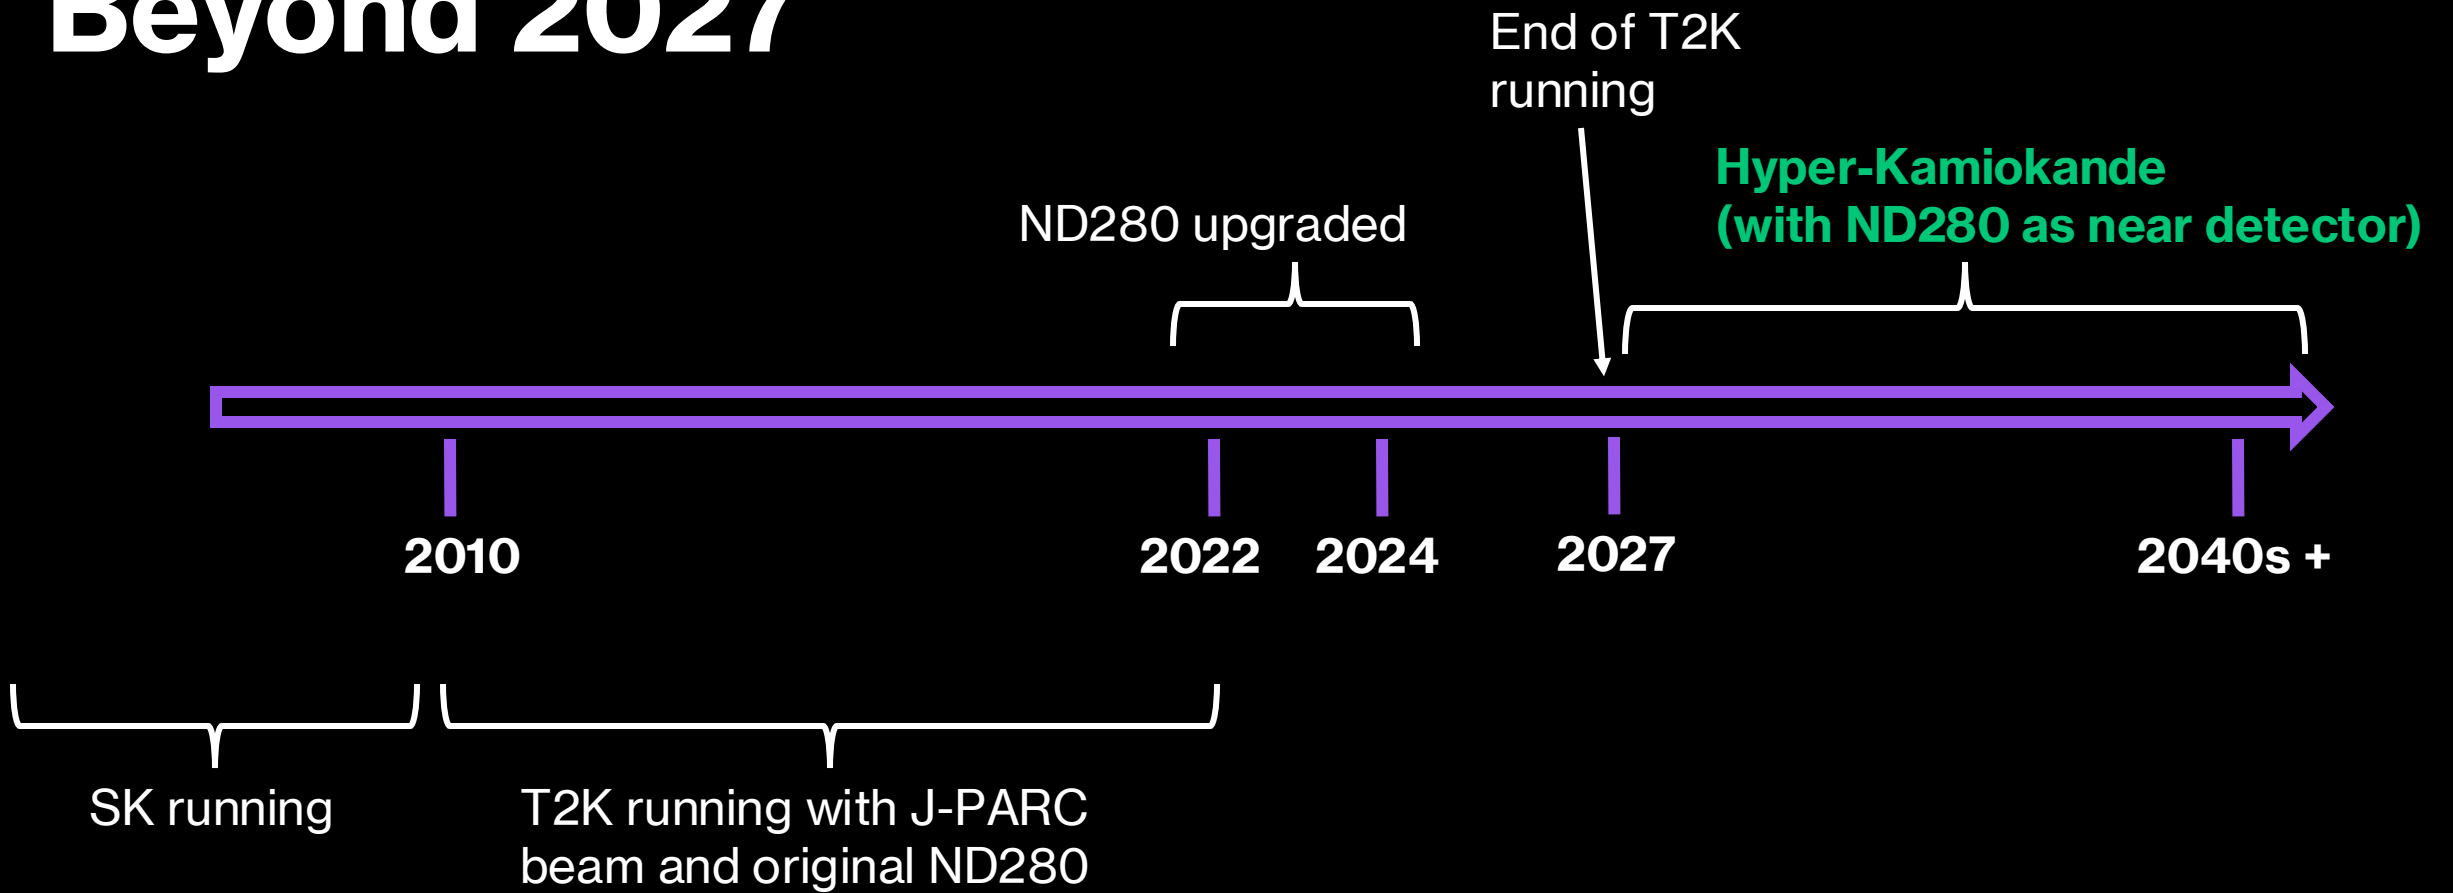 Beyond 2027
End of T2K
running
Hyper-Kamiokande
(with ND280 as near detector)
ND280 upgraded
2010
2022
2024
2027
2040s +
SK running
T2K running with J-PARC
beam and original ND280